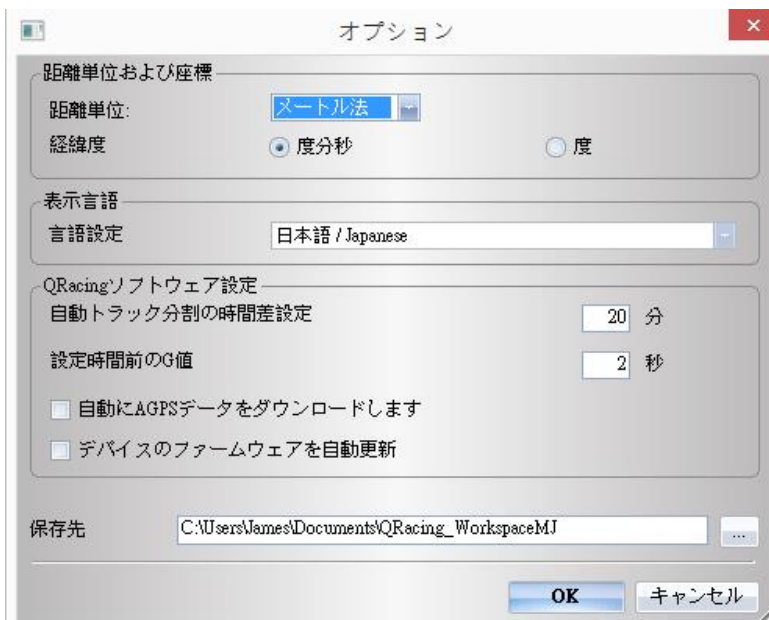 オプション
距離単位および座標
距離単位: メートル法
経緯度 度分秒 度
表示言語
言語設定 日本語 / Japanese
QRacingソフトウェア設定
自動トラック分割の時間差設定 20 分
設定時間前のG値 2 秒
自動にAGPSデータをダウンロードします
デバイスのファームウェアを自動更新
保存先 C:\Users\James\Documents\QRacing_WorkspaceMJ ...
OK キャンセル